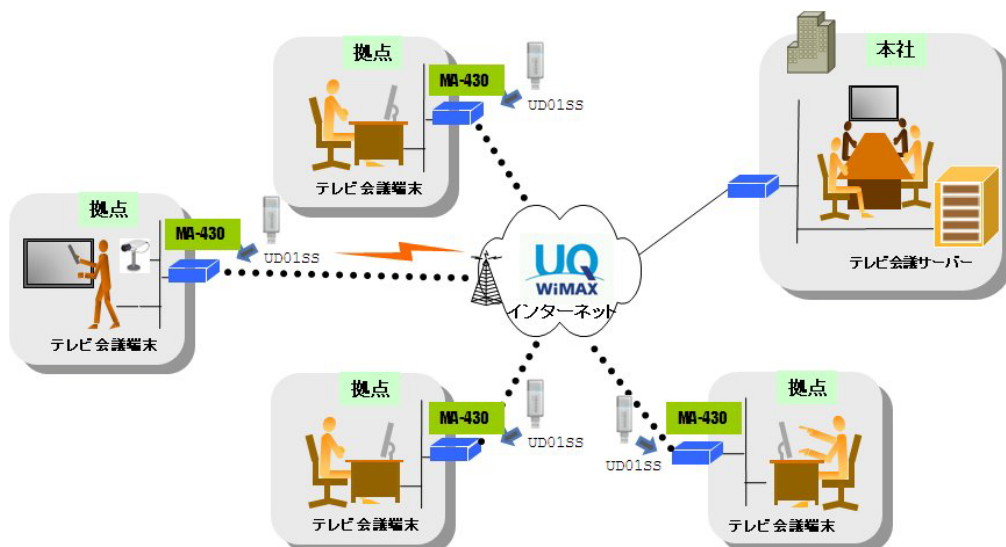 拠点
MA-430
UD01SS
テレビ会議端末
本社
テレビ会議サーバー
拠点
MA-430
UD01SS
テレビ会議端末
UQ
WiMAX
インターネット
拠点
MA-430
UD01SS
テレビ会議端末
拠点
MA-430
UD01SS
テレビ会議端末